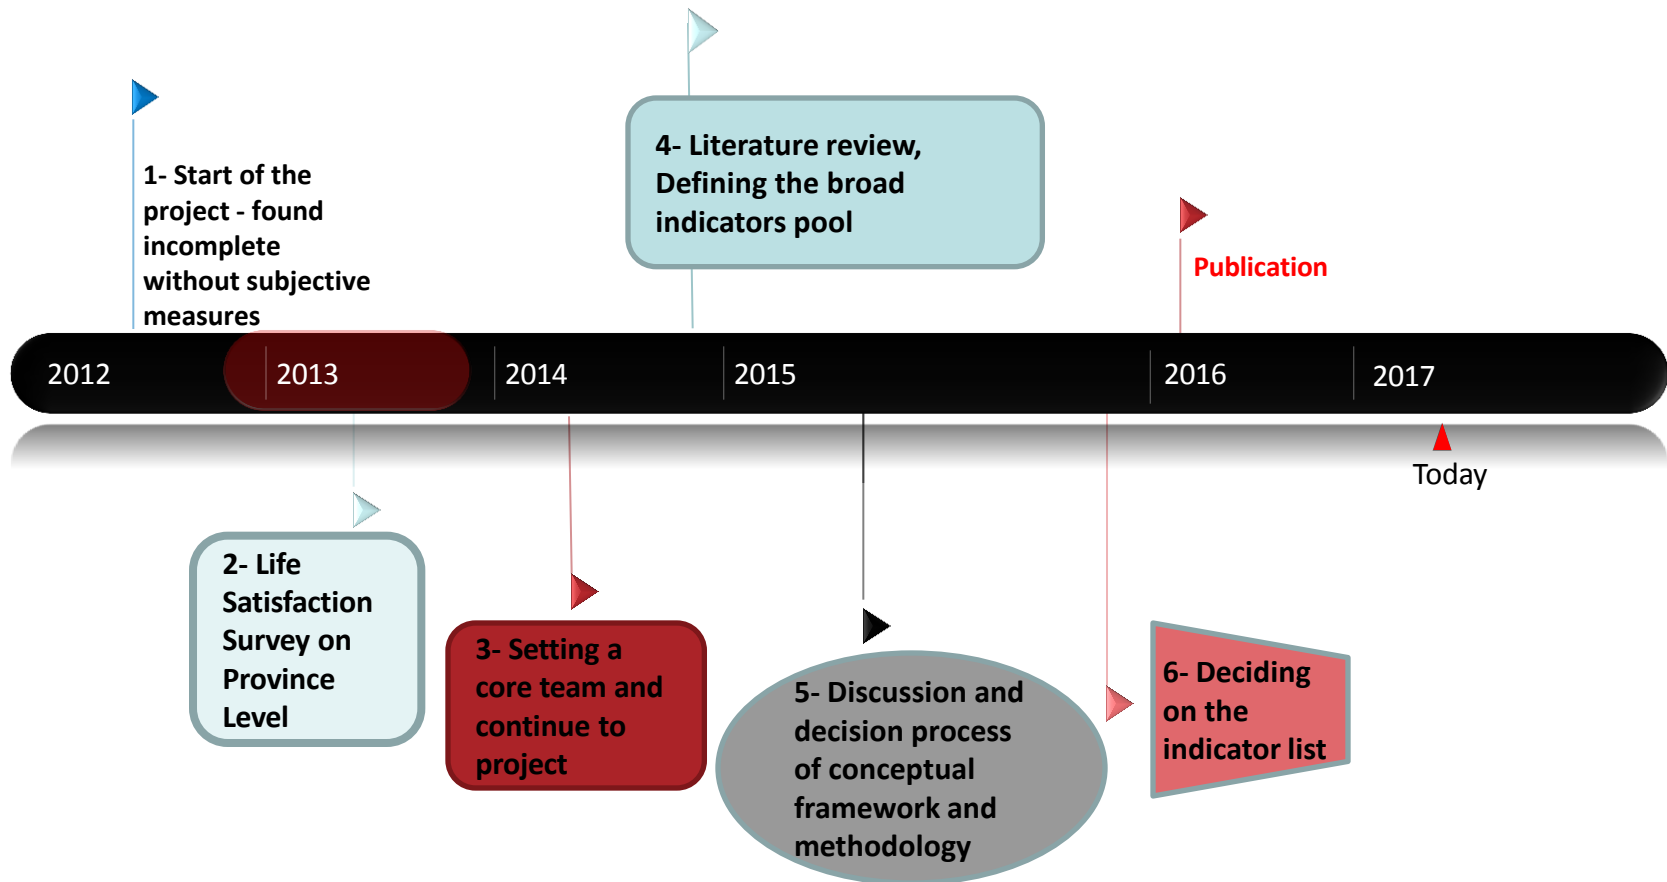 1- Start of the
project - found
incomplete
without subjective
measures
4- Literature review,
Defining the broad
indicators pool
Publication
2012
2013
2014
2015
2016
2017
Today
2- Life
Satisfaction
Survey on
Province
Level
3- Setting a
core team and
continue to
project
5- Discussion and
decision process
of conceptual
framework and
methodology
6- Deciding
on the
indicator list